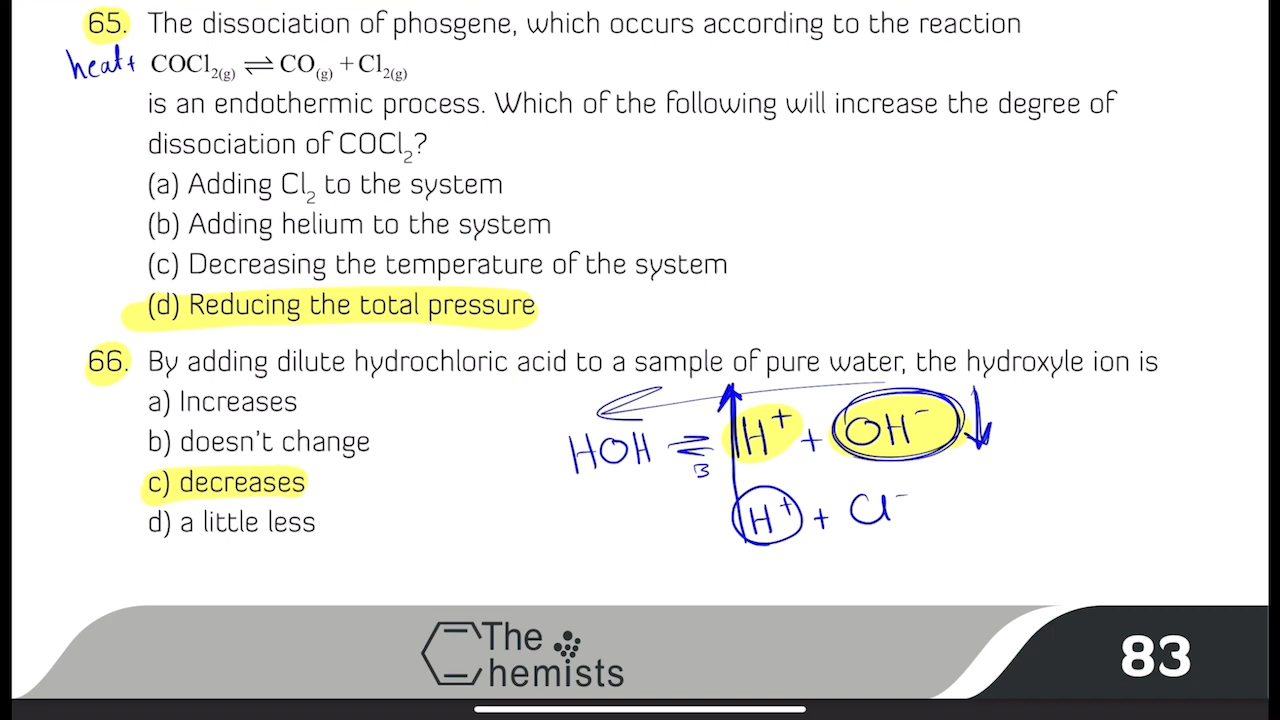 65. The dissociation of phosgene, which occurs according to the reaction
heat + COCl2(g) ⇌ CO(g) + Cl2(g)
is an endothermic process. Which of the following will increase the degree of
dissociation of COCl2?
(a) Adding Cl2 to the system
(b) Adding helium to the system
(c) Decreasing the temperature of the system
(d) Reducing the total pressure
66. By adding dilute hydrochloric acid to a sample of pure water, the hydroxyle ion is
a) Increases
b) doesn't change
c) decreases
d) a little less
HOH ⇌ H+ + OH-
H+ + Cl-
The
Chemists
83